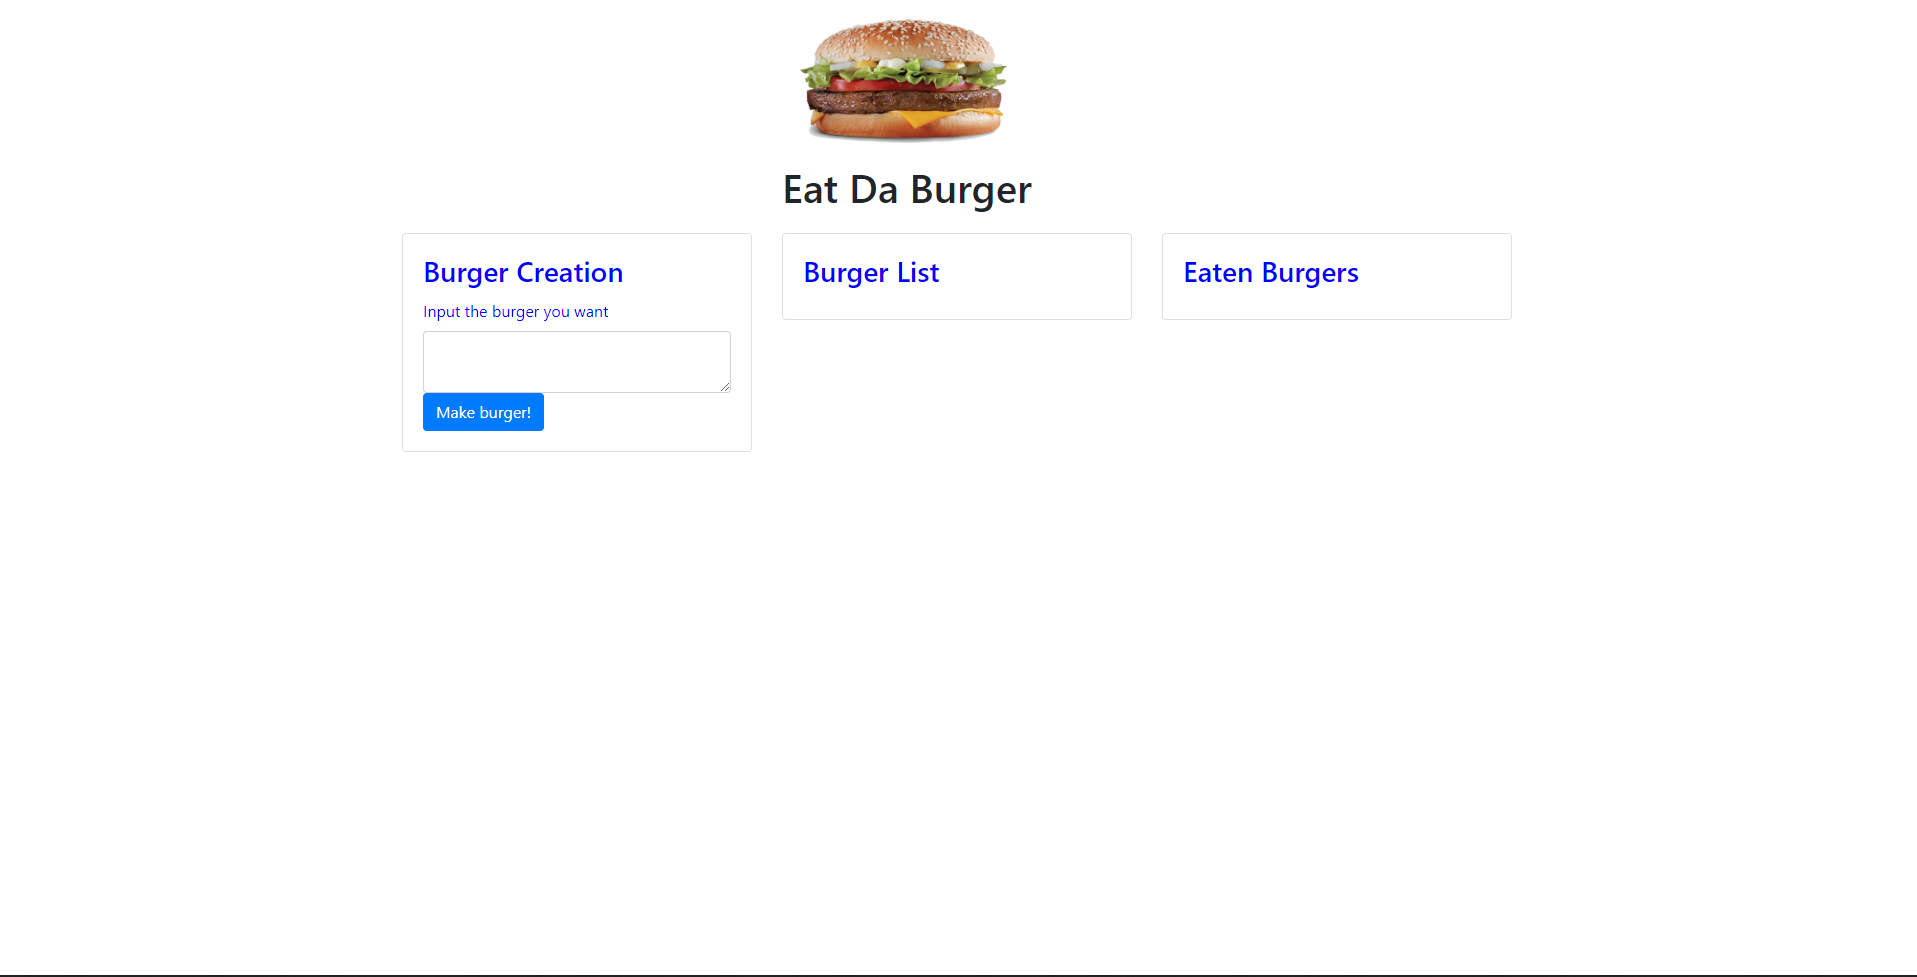 Eat Da Burger
Burger Creation
Input the burger you want
Make burger!
Burger List
Eaten Burgers